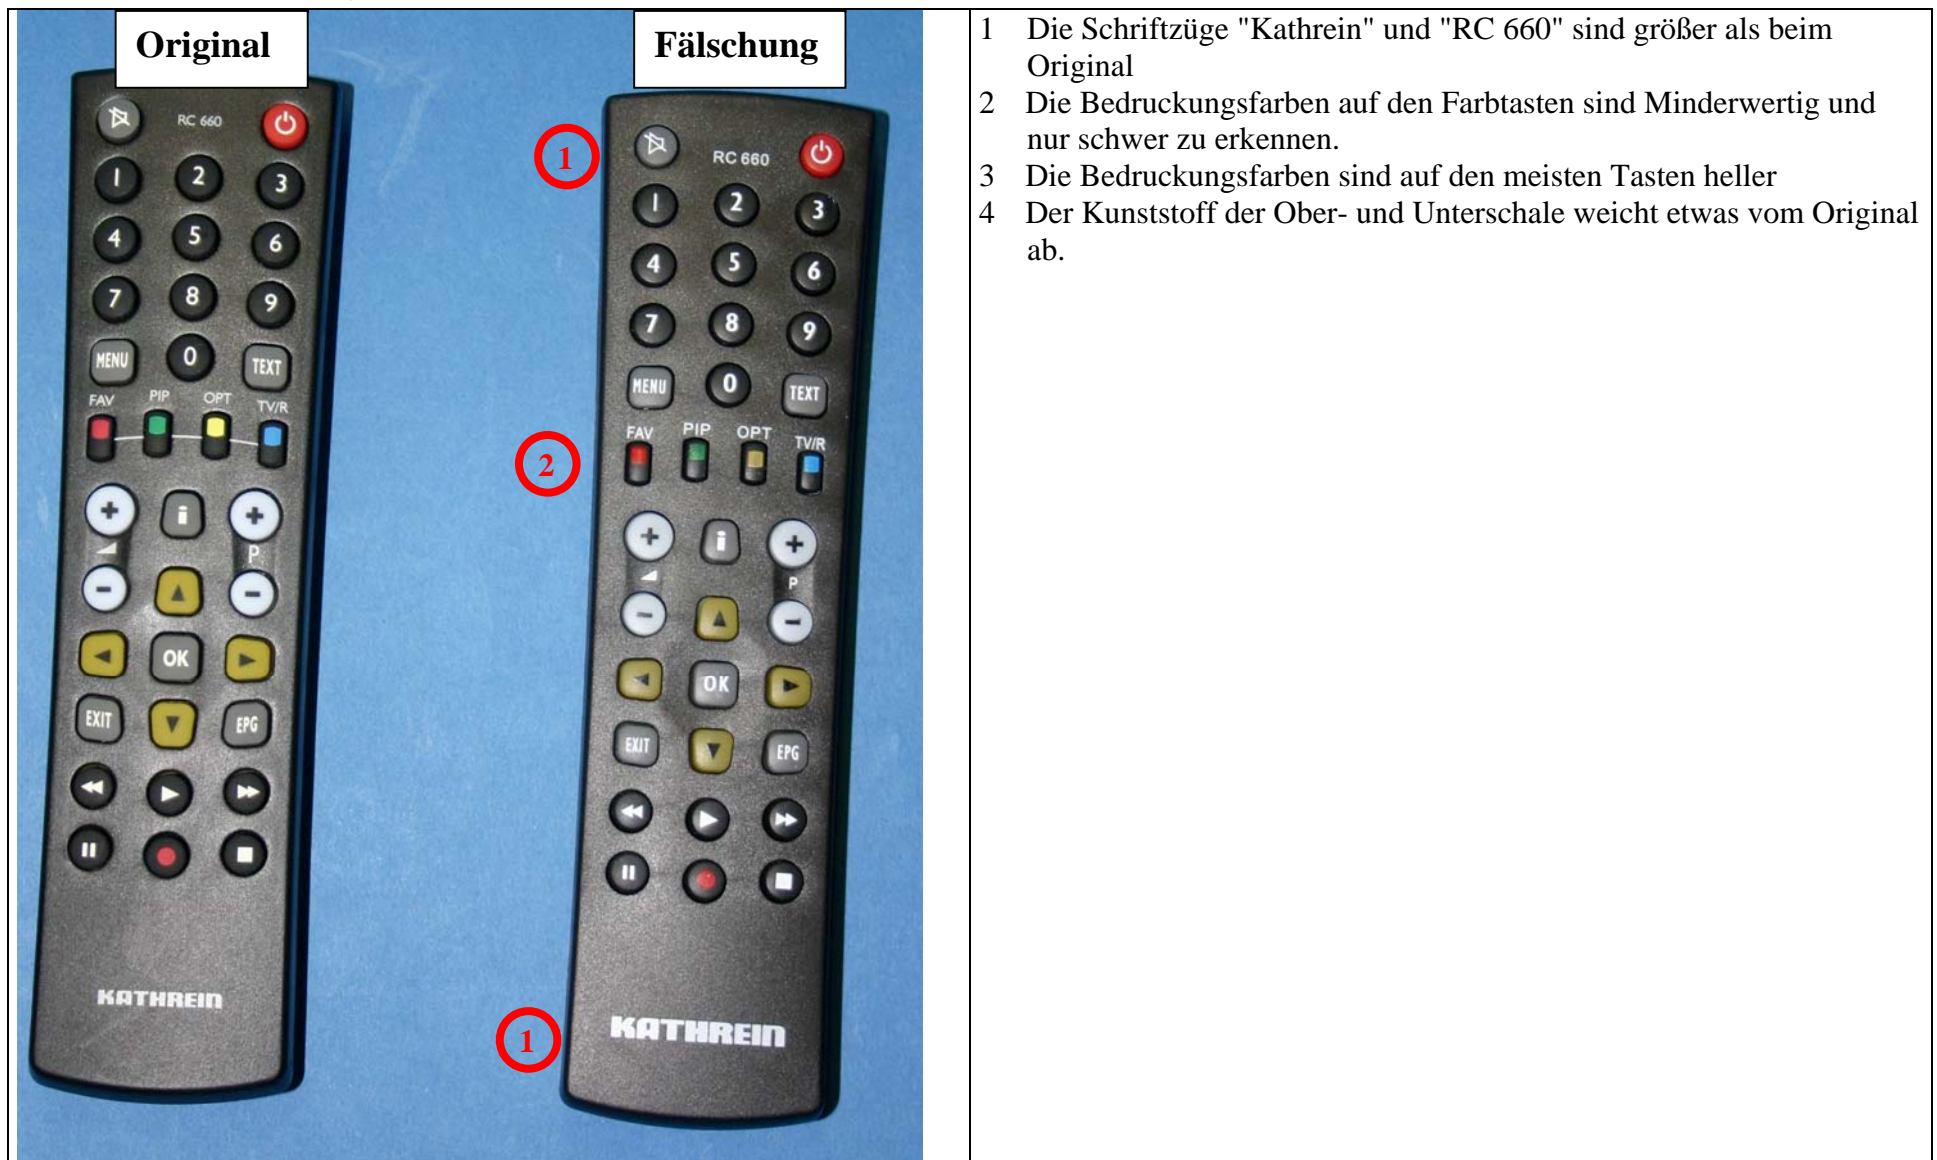 Original
RC 660
1 2 3
4 5 6
7 8 9
MENU 0 TEXT
FAV PIP OPT TV/R
+ i +
P
- -
OK
EXIT EPG
KATHREIN
Fälschung
1
RC 660
1 2 3
4 5 6
7 8 9
MENU 0 TEXT
FAV PIP OPT TV/R
2
+ i +
P
- -
OK
EXIT EPG
1
KATHREIN
1 Die Schriftzüge "Kathrein" und "RC 660" sind größer als beim
Original
2 Die Bedruckungsfarben auf den Farbtasten sind Minderwertig und
nur schwer zu erkennen.
3 Die Bedruckungsfarben sind auf den meisten Tasten heller
4 Der Kunststoff der Ober- und Unterschale weicht etwas vom Original
ab.